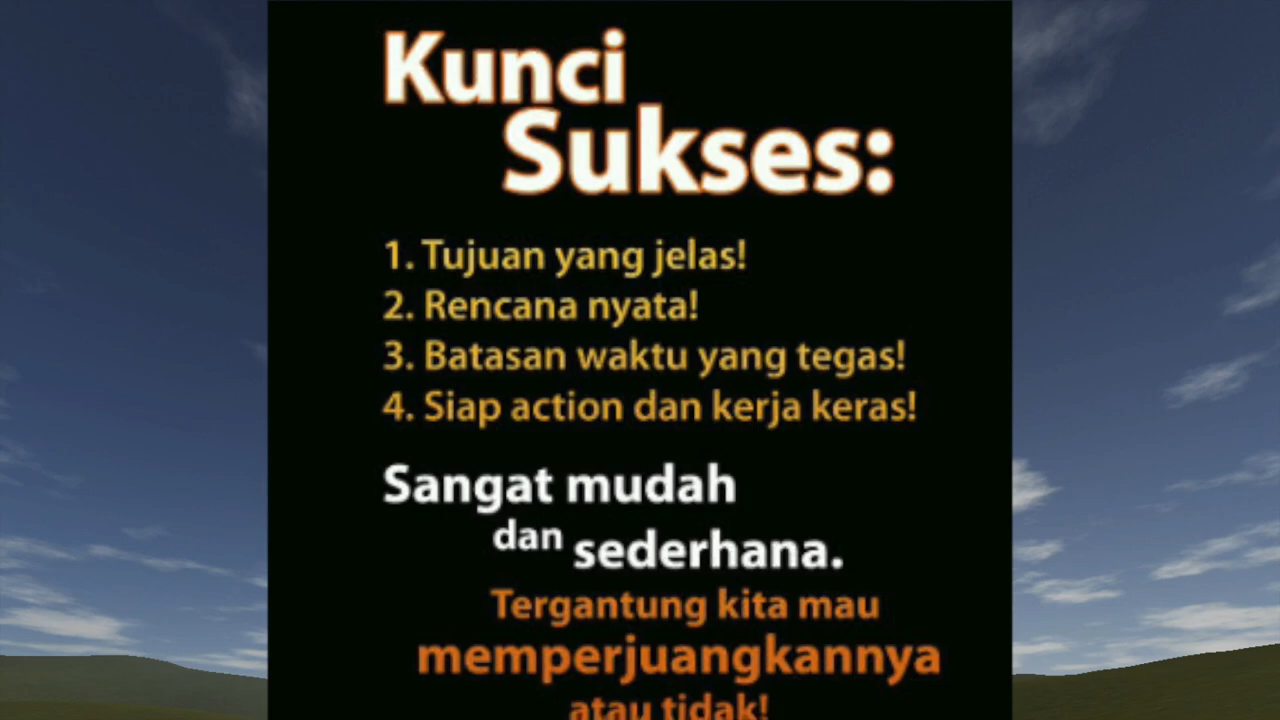 Kunci
Sukses:
1. Tujuan yang jelas!
2. Rencana nyata!
3. Batasan waktu yang tegas!
4. Siap action dan kerja keras!
Sangat mudah
dan sederhana.
Tergantung kita mau
memperjuangkannya
atau tidak!